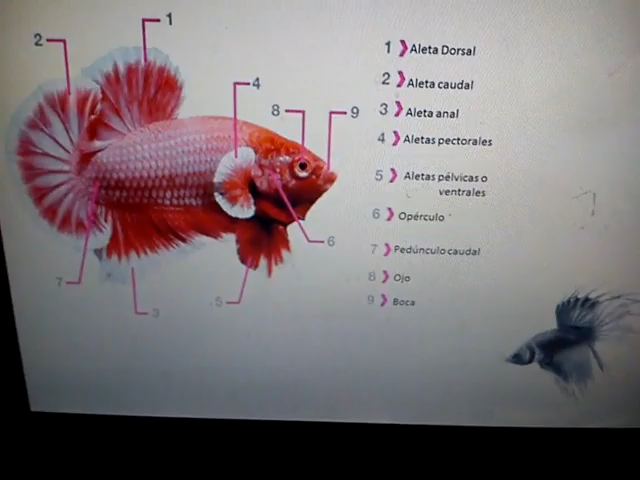 1
2
4
8
9
6
7
3
5
1 Aleta Dorsal
2 Aleta caudal
3 Aleta anal
4 Aletas pectorales
5 Aletas pélvicas o
ventrales
6 Opérculo
7 Pedúnculo caudal
8 Ojo
9 Boca